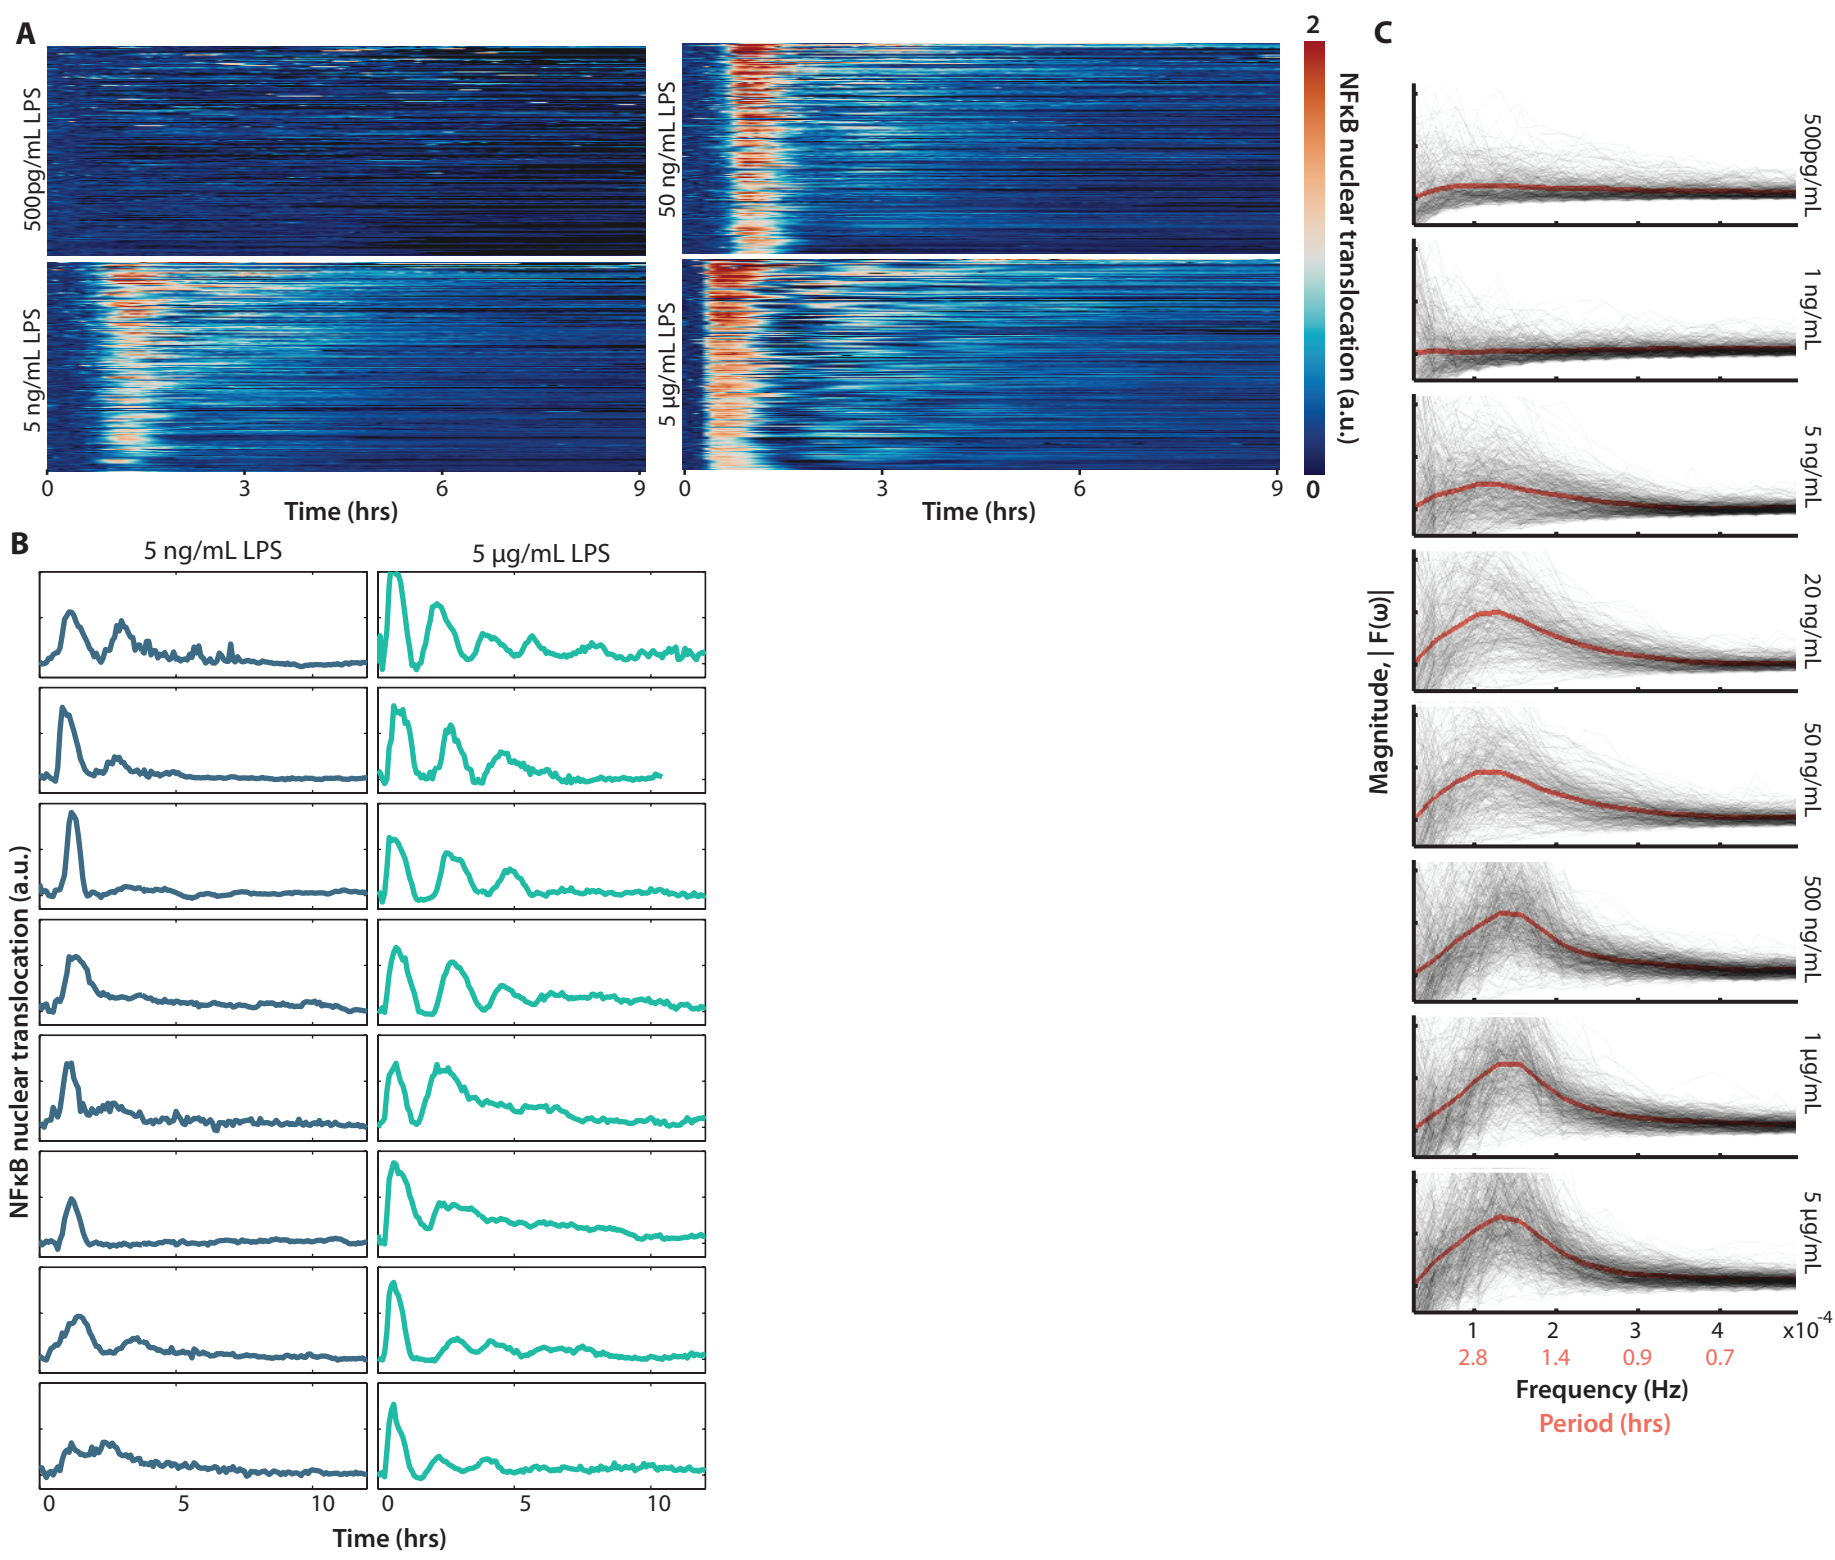 A
500pg/mL LPS
5 ng/mL LPS
0 3 6 9
Time (hrs)
50 ng/mL LPS
5 µg/mL LPS
0 3 6 9
Time (hrs)
2
0
NFκB nuclear translocation (a.u.)
B
5 ng/mL LPS
5 µg/mL LPS
NFκB nuclear translocation (a.u.)
0 5 10
0 5 10
Time (hrs)
C
Magnitude, | F(ω)|
500pg/mL
1 ng/mL
5 ng/mL
20 ng/mL
50 ng/mL
500 ng/mL
1 µg/mL
5 µg/mL
1 2 3 4 x10-4
2.8 1.4 0.9 0.7
Frequency (Hz)
Period (hrs)